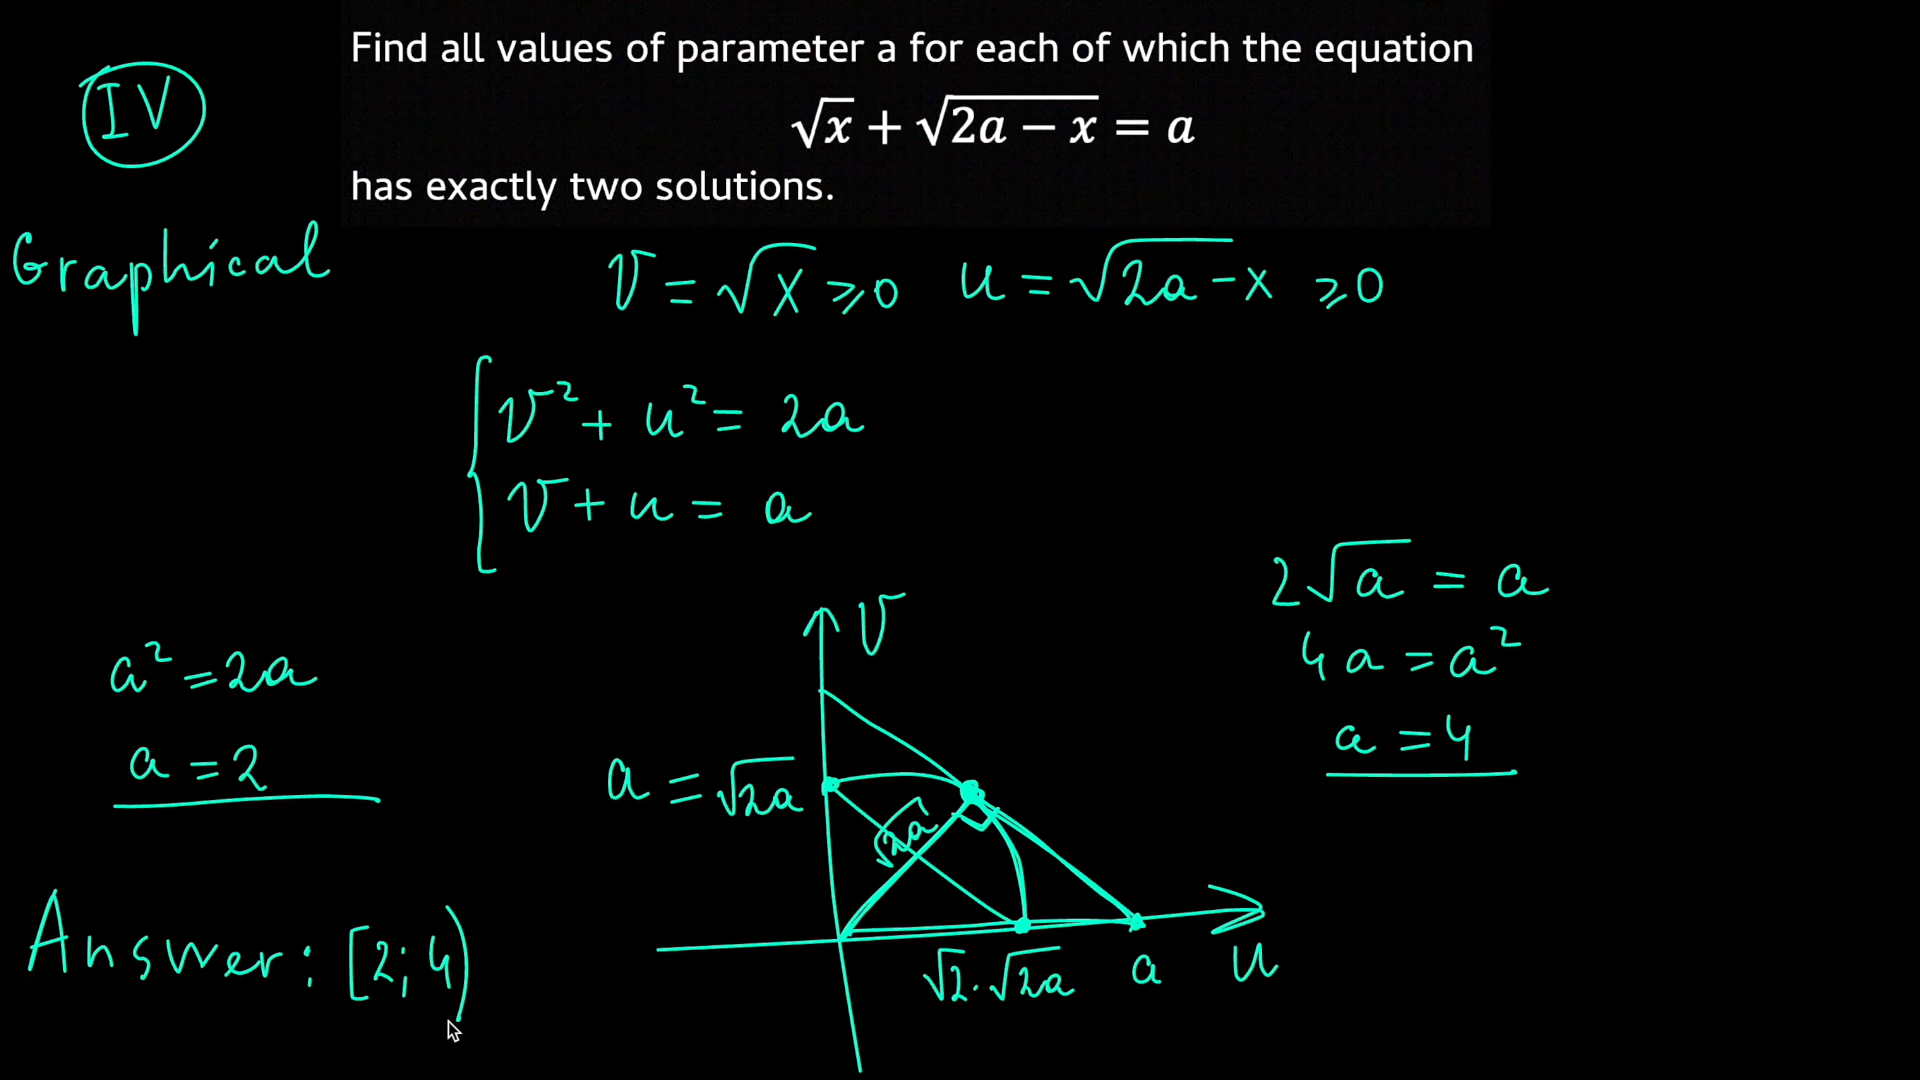 Find all values of parameter a for each of which the equation
√x + √(2a − x) = a
has exactly two solutions.
IV
Graphical
V = √x ⩾ 0 u = √(2a - x) ⩾ 0
v² + u² = 2a
v + u = a
2√a = a
4a = a²
a = 4
a² = 2a
a = 2
V
a = √2a
√2a
√2 · √2a
a
u
Answer: [2; 4)